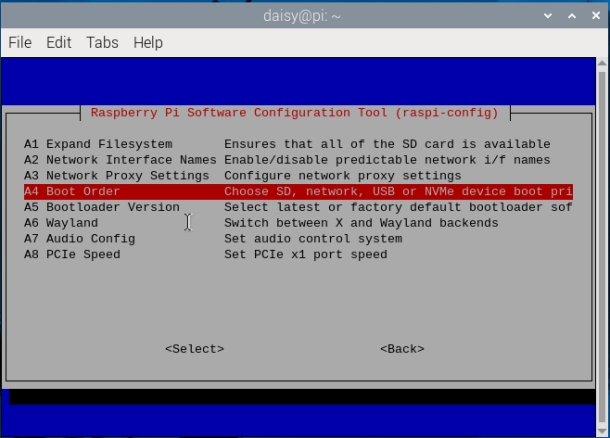 daisy@pi: ~
File Edit Tabs Help
Raspberry Pi Software Configuration Tool (raspi-config)
A1 Expand Filesystem Ensures that all of the SD card is available
A2 Network Interface Names Enable/disable predictable network i/f names
A3 Network Proxy Settings Configure network proxy settings
A4 Boot Order Choose SD, network, USB or NVMe device boot pri
A5 Bootloader Version Select latest or factory default bootloader sof
A6 Wayland Switch between X and Wayland backends
A7 Audio Config Set audio control system
A8 PCIe Speed Set PCIe x1 port speed
<Select> <Back>